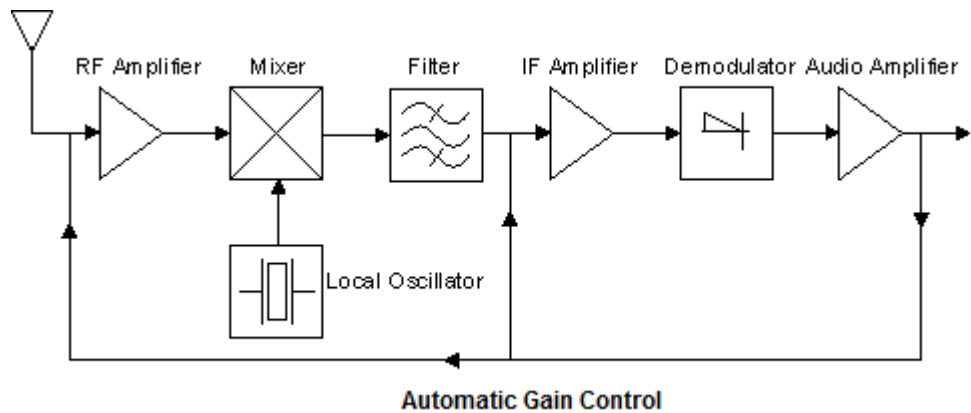 RF Amplifier
Mixer
Filter
IF Amplifier
Demodulator
Audio Amplifier
Local Oscillator
Automatic Gain Control